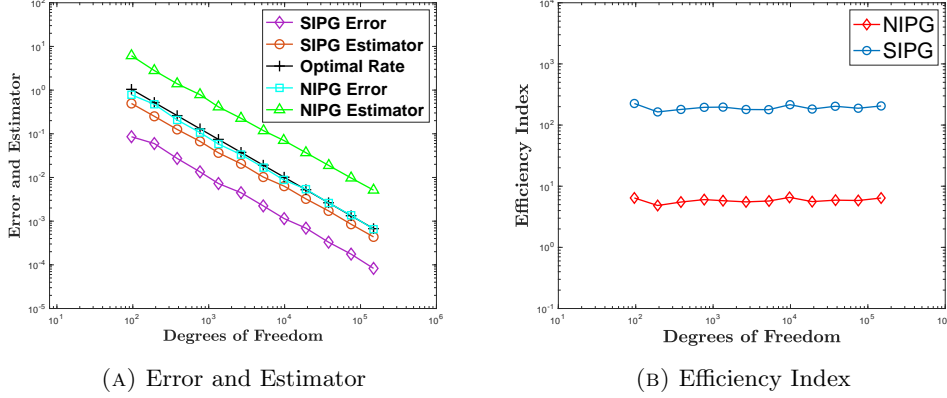 SIPG Error
SIPG Estimator
Optimal Rate
NIPG Error
NIPG Estimator
Error and Estimator
10^2
10^1
10^0
10^-1
10^-2
10^-3
10^-4
10^-5
10^1
10^2
10^3
10^4
10^5
10^6
Degrees of Freedom
(A) Error and Estimator
NIPG
SIPG
Efficiency Index
10^4
10^3
10^2
10^1
10^0
10^-1
10^1
10^2
10^3
10^4
10^5
10^6
Degrees of Freedom
(B) Efficiency Index